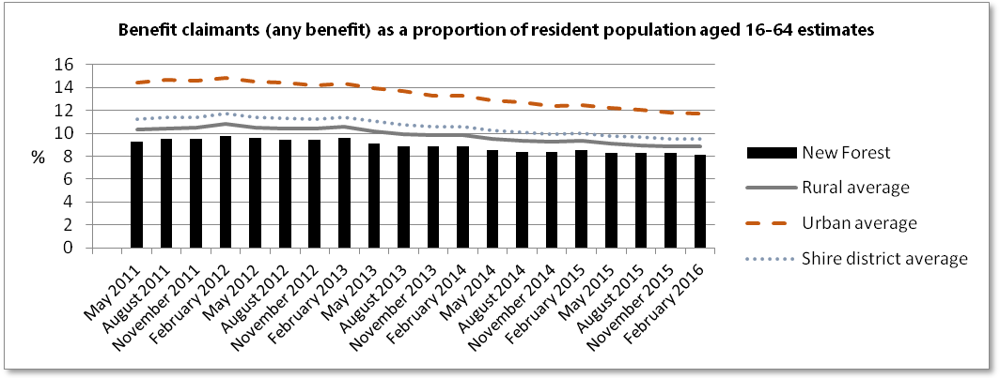 Benefit claimants (any benefit) as a proportion of resident population aged 16-64 estimates
16
14
12
10
8
6
4
2
0
%
May 2011
August 2011
November 2011
February 2012
May 2012
August 2012
November 2012
February 2013
May 2013
August 2013
November 2013
February 2014
May 2014
August 2014
November 2014
February 2015
May 2015
August 2015
November 2015
February 2016
New Forest
Rural average
Urban average
Shire district average